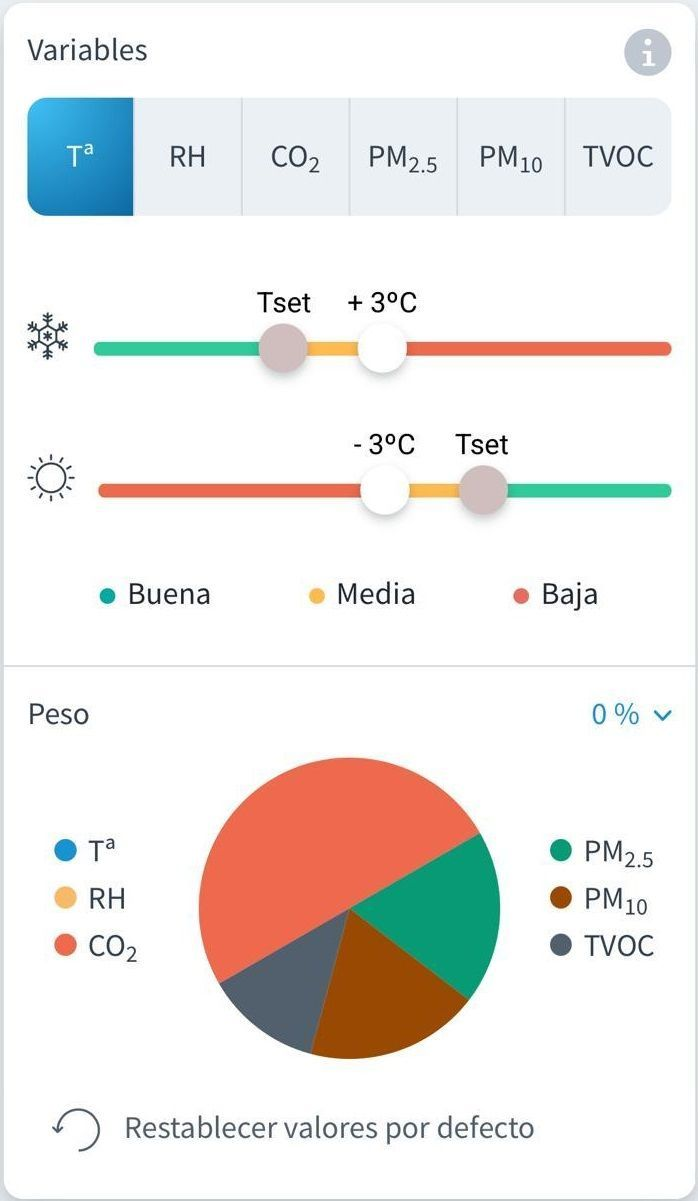 Variables
i
Tª RH CO₂ PM₂.₅ PM₁₀ TVOC
Tset + 3ºC
- 3ºC Tset
Buena Media Baja
Peso 0 %
Tª
RH
CO₂
PM₂.₅
PM₁₀
TVOC
Restablecer valores por defecto